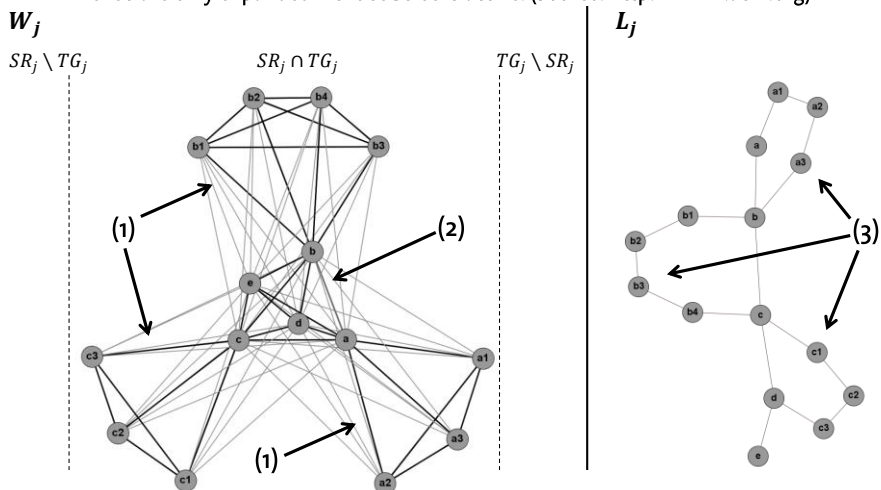 W_j
L_j
SR_j \ TG_j
SR_j ∩ TG_j
TG_j \ SR_j
b2
b4
b1
b3
(1)
(2)
b
e
d
c
a
c3
a1
c2
a3
(1)
c1
a2
a1
a2
a
a3
b1
b
(3)
b2
b3
b4
c
c1
d
c2
c3
e